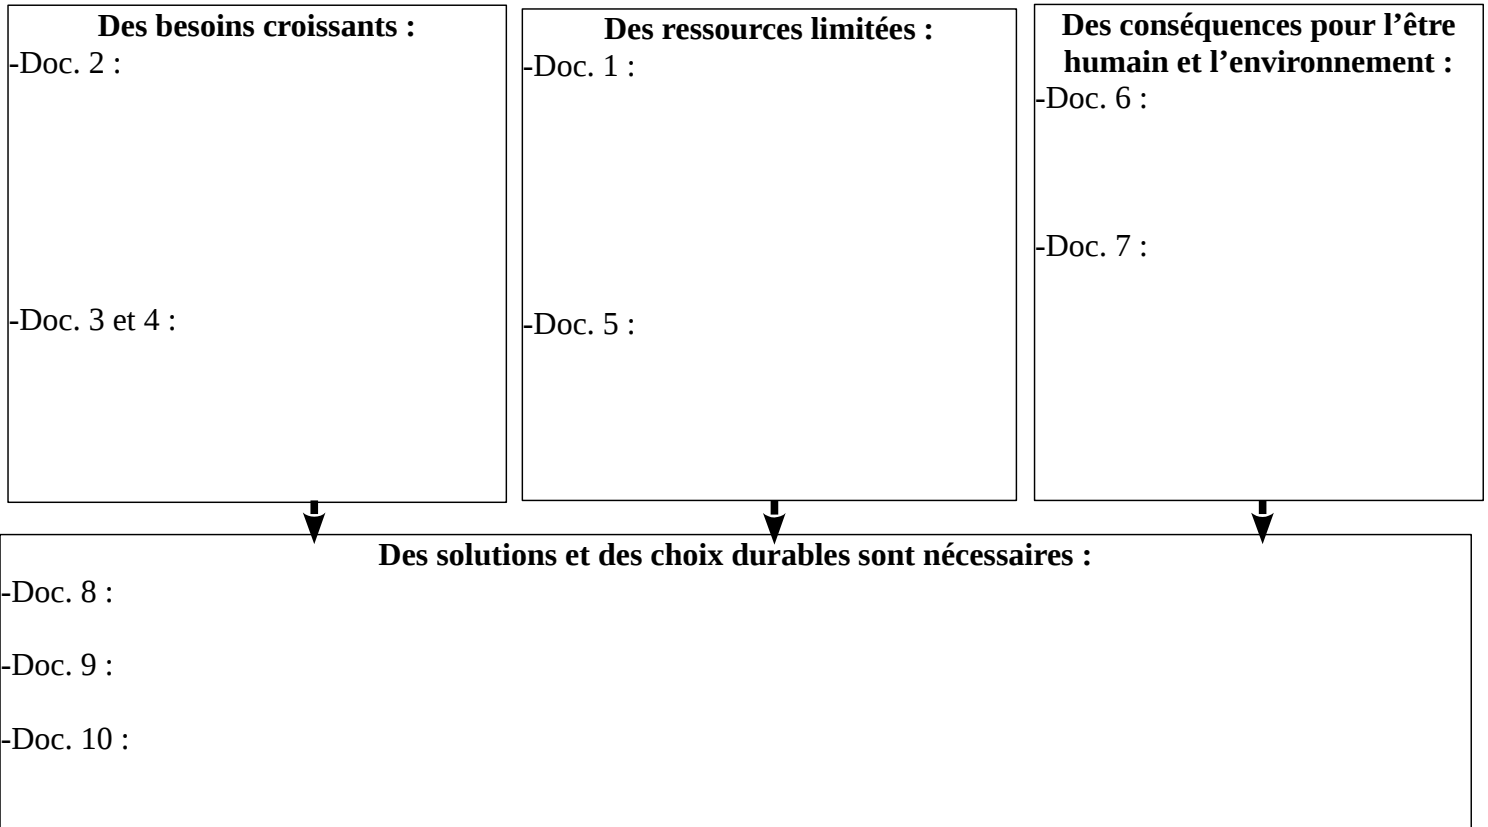 Des besoins croissants :
-Doc. 2 :
-Doc. 3 et 4 :
Des ressources limitées :
-Doc. 1 :
-Doc. 5 :
Des conséquences pour l’être
humain et l’environnement :
-Doc. 6 :
-Doc. 7 :
Des solutions et des choix durables sont nécessaires :
-Doc. 8 :
-Doc. 9 :
-Doc. 10 :